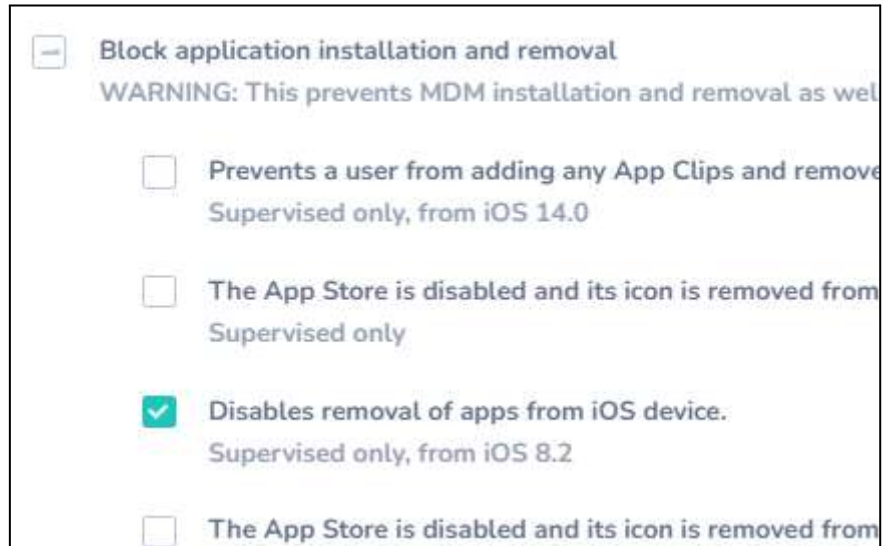 Block application installation and removal
WARNING: This prevents MDM installation and removal as wel
Prevents a user from adding any App Clips and remove
Supervised only, from iOS 14.0
The App Store is disabled and its icon is removed from
Supervised only
Disables removal of apps from iOS device.
Supervised only, from iOS 8.2
The App Store is disabled and its icon is removed from